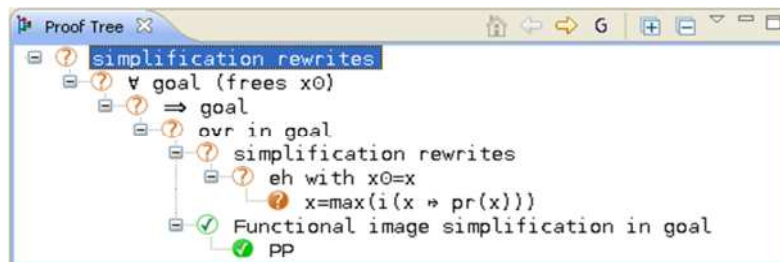 Proof Tree
G
simplification rewrites
∀ goal (frees x0)
⇒ goal
ovr in goal
simplification rewrites
eh with x0=x
x=max(i(x ↦ pr(x)))
Functional image simplification in goal
PP